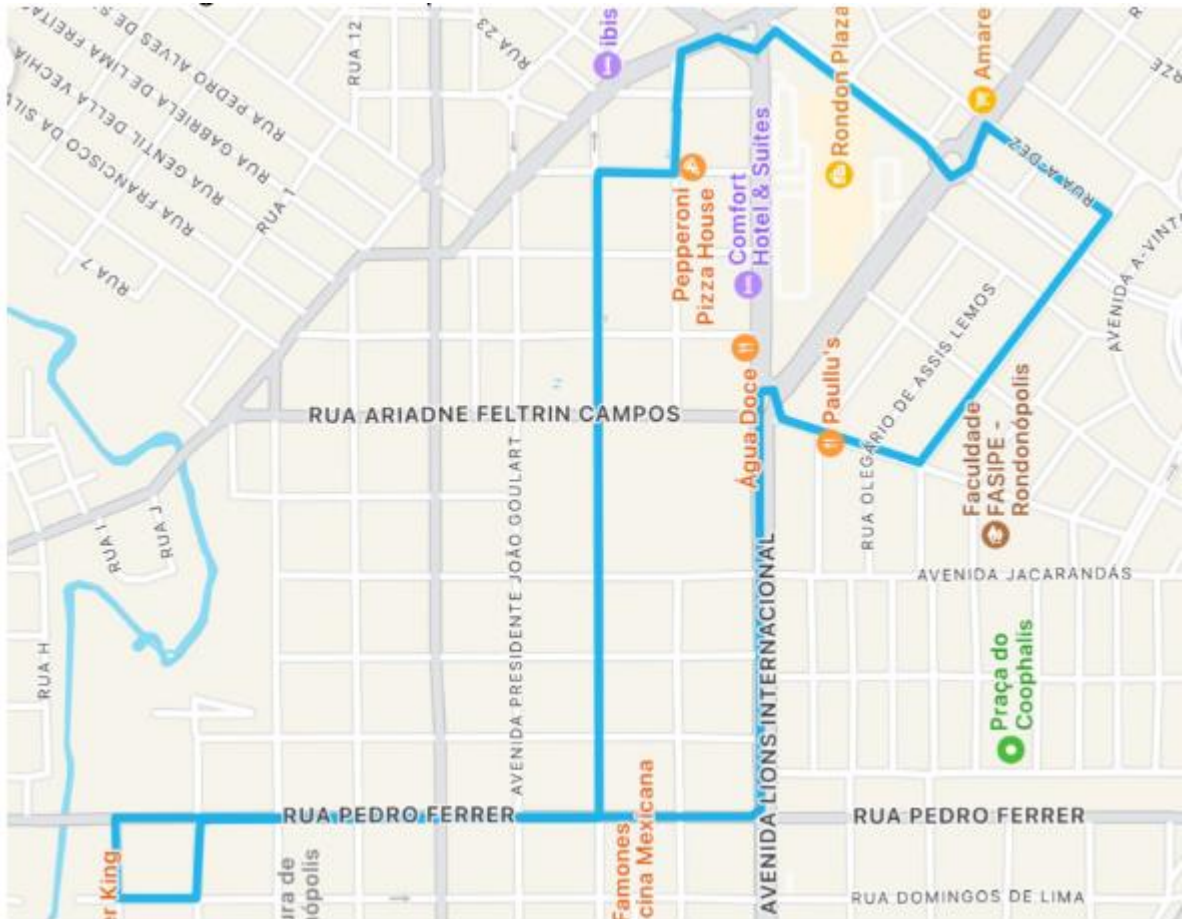 RUA PEDRO ALVES DE
RUA GABRIELA DE LIMA FREITAS
RUA GENTIL DELLA VECHIA
RUA FRANCISCO DA
RUA 12
RUA 23
ibis
Rondon Plaza
Amare
RUA 1
RUA 7
Pepperoni
Pizza House
Comfort
Hotel & Suites
RUA A-DEZ
AVENIDA A-VINT
RUA ARIADNE FELTRIN CAMPOS
Água Doce
Paullu's
RUA OLEGÁRIO DE ASSIS LEMOS
Faculdade
FASIPE -
Rondonópolis
AVENIDA PRESIDENTE JOÃO GOULART
RUA I
RUA J
AVENIDA JACARANDÁS
RUA H
AVENIDA LIONS INTERNACIONAL
Praça do
Coophalis
RUA PEDRO FERRER
RUA PEDRO FERRER
er King
ura de
nópolis
Famones
cina Mexicana
RUA DOMINGOS DE LIMA